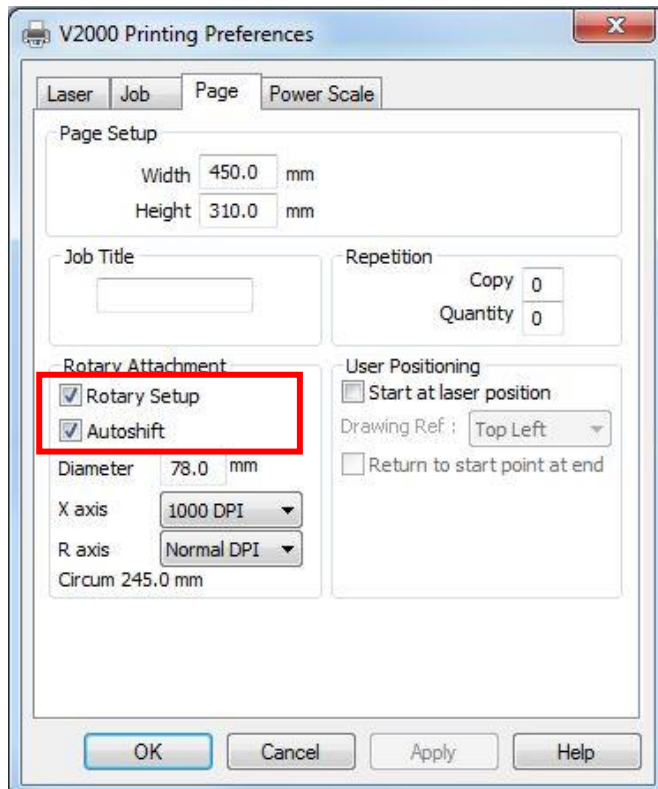 V2000 Printing Preferences
Laser Job Page Power Scale
Page Setup
Width 450.0 mm
Height 310.0 mm
Job Title
Repetition
Copy 0
Quantity 0
Rotary Attachment
Rotary Setup
Autoshift
Diameter 78.0 mm
X axis 1000 DPI
R axis Normal DPI
Circum 245.0 mm
User Positioning
Start at laser position
Drawing Ref : Top Left
Return to start point at end
OK Cancel Apply Help